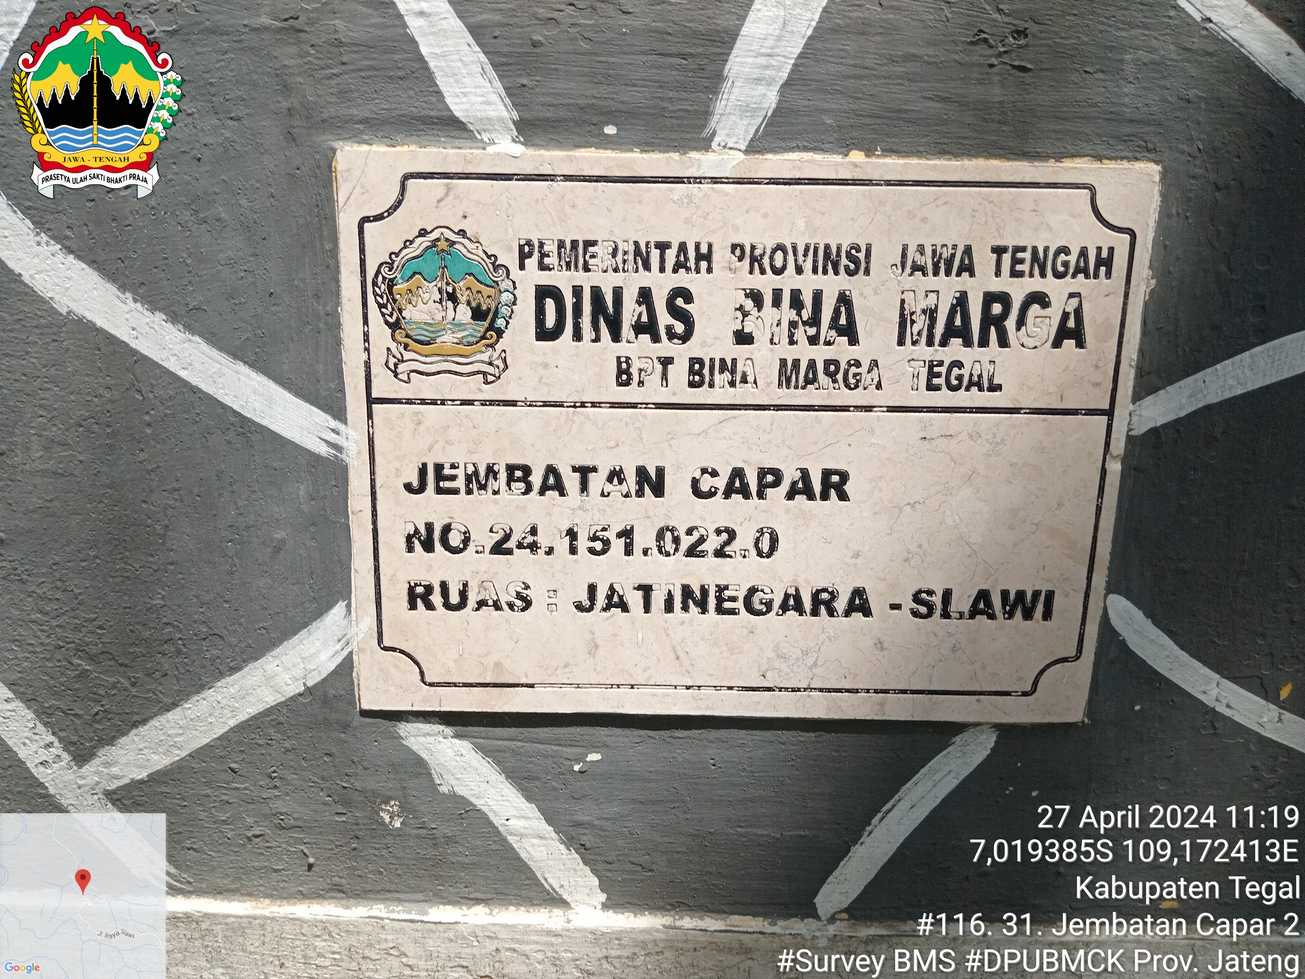 JAWA - TENGAH
PRASETYA ULAH SAKTI BHAKTI PRAJA
PEMERINTAH PROVINSI JAWA TENGAH
DINAS BINA MARGA
BPT BINA MARGA TEGAL
JEMBATAN CAPAR
NO.24.151.022.0
RUAS : JATINEGARA - SLAWI
27 April 2024 11:19
7,019385S 109,172413E
Kabupaten Tegal
#116. 31. Jembatan Capar 2
#Survey BMS #DPUBMCK Prov. Jateng
Google